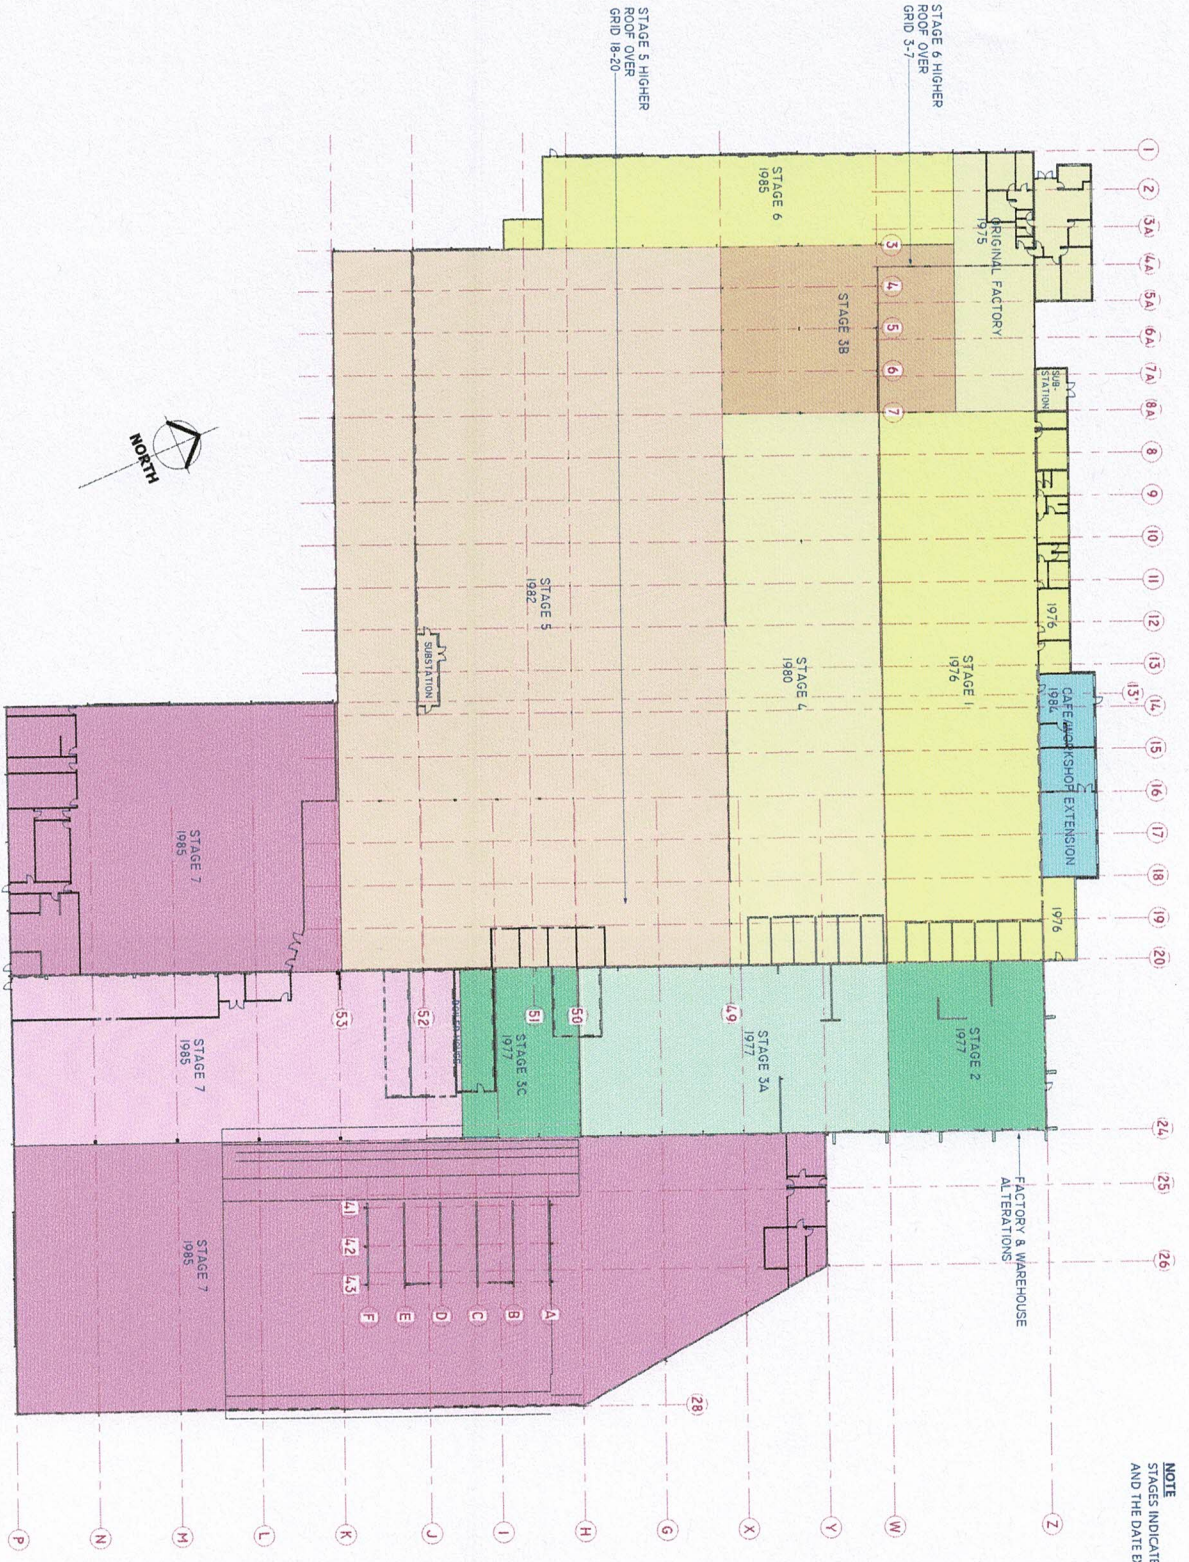 STAGE 5 HIGHER
ROOF OVER
GRID 18-20
STAGE 6 HIGHER
ROOF OVER
GRID 3-7
1
2
3A
4A
5A
6A
7A
8A
8
9
10
11
12
13
13'
14
15
16
17
18
19
20
24
25
26
28
STAGE 6
1985
ORIGINAL FACTORY
1975
3
4
5
6
7
STAGE 3B
SUB-
STATION
1976
CAFE/WORKSHOP EXTENSION
1984
1976
STAGE 1
1976
STAGE 4
1980
STAGE 5
1982
SUBSTATION
NORTH
STAGE 7
1985
STAGE 7
1985
STAGE 7
1985
53
52
51
50
49
STAGE 3C
1977
STAGE 3A
1977
STAGE 2
1977
FACTORY & WAREHOUSE
ALTERATIONS
41
42
43
F
E
D
C
B
A
P
N
M
L
K
J
I
H
G
X
Y
W
Z
NOTE
STAGES INDICATE
AND THE DATE